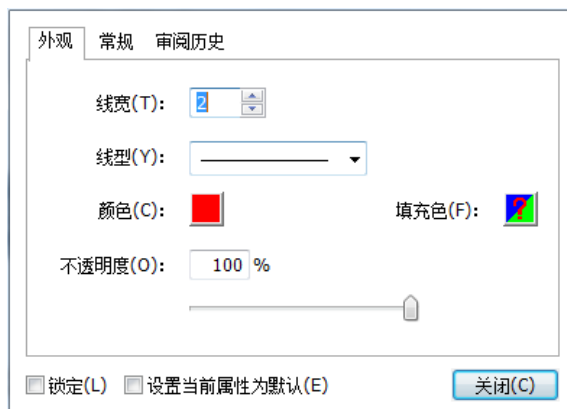 外观 常规 审阅历史
线宽(T)： 2
线型(Y)：
颜色(C)： 填充色(F)： ?
不透明度(O)： 100 %
锁定(L) 设置当前属性为默认(E) 关闭(C)